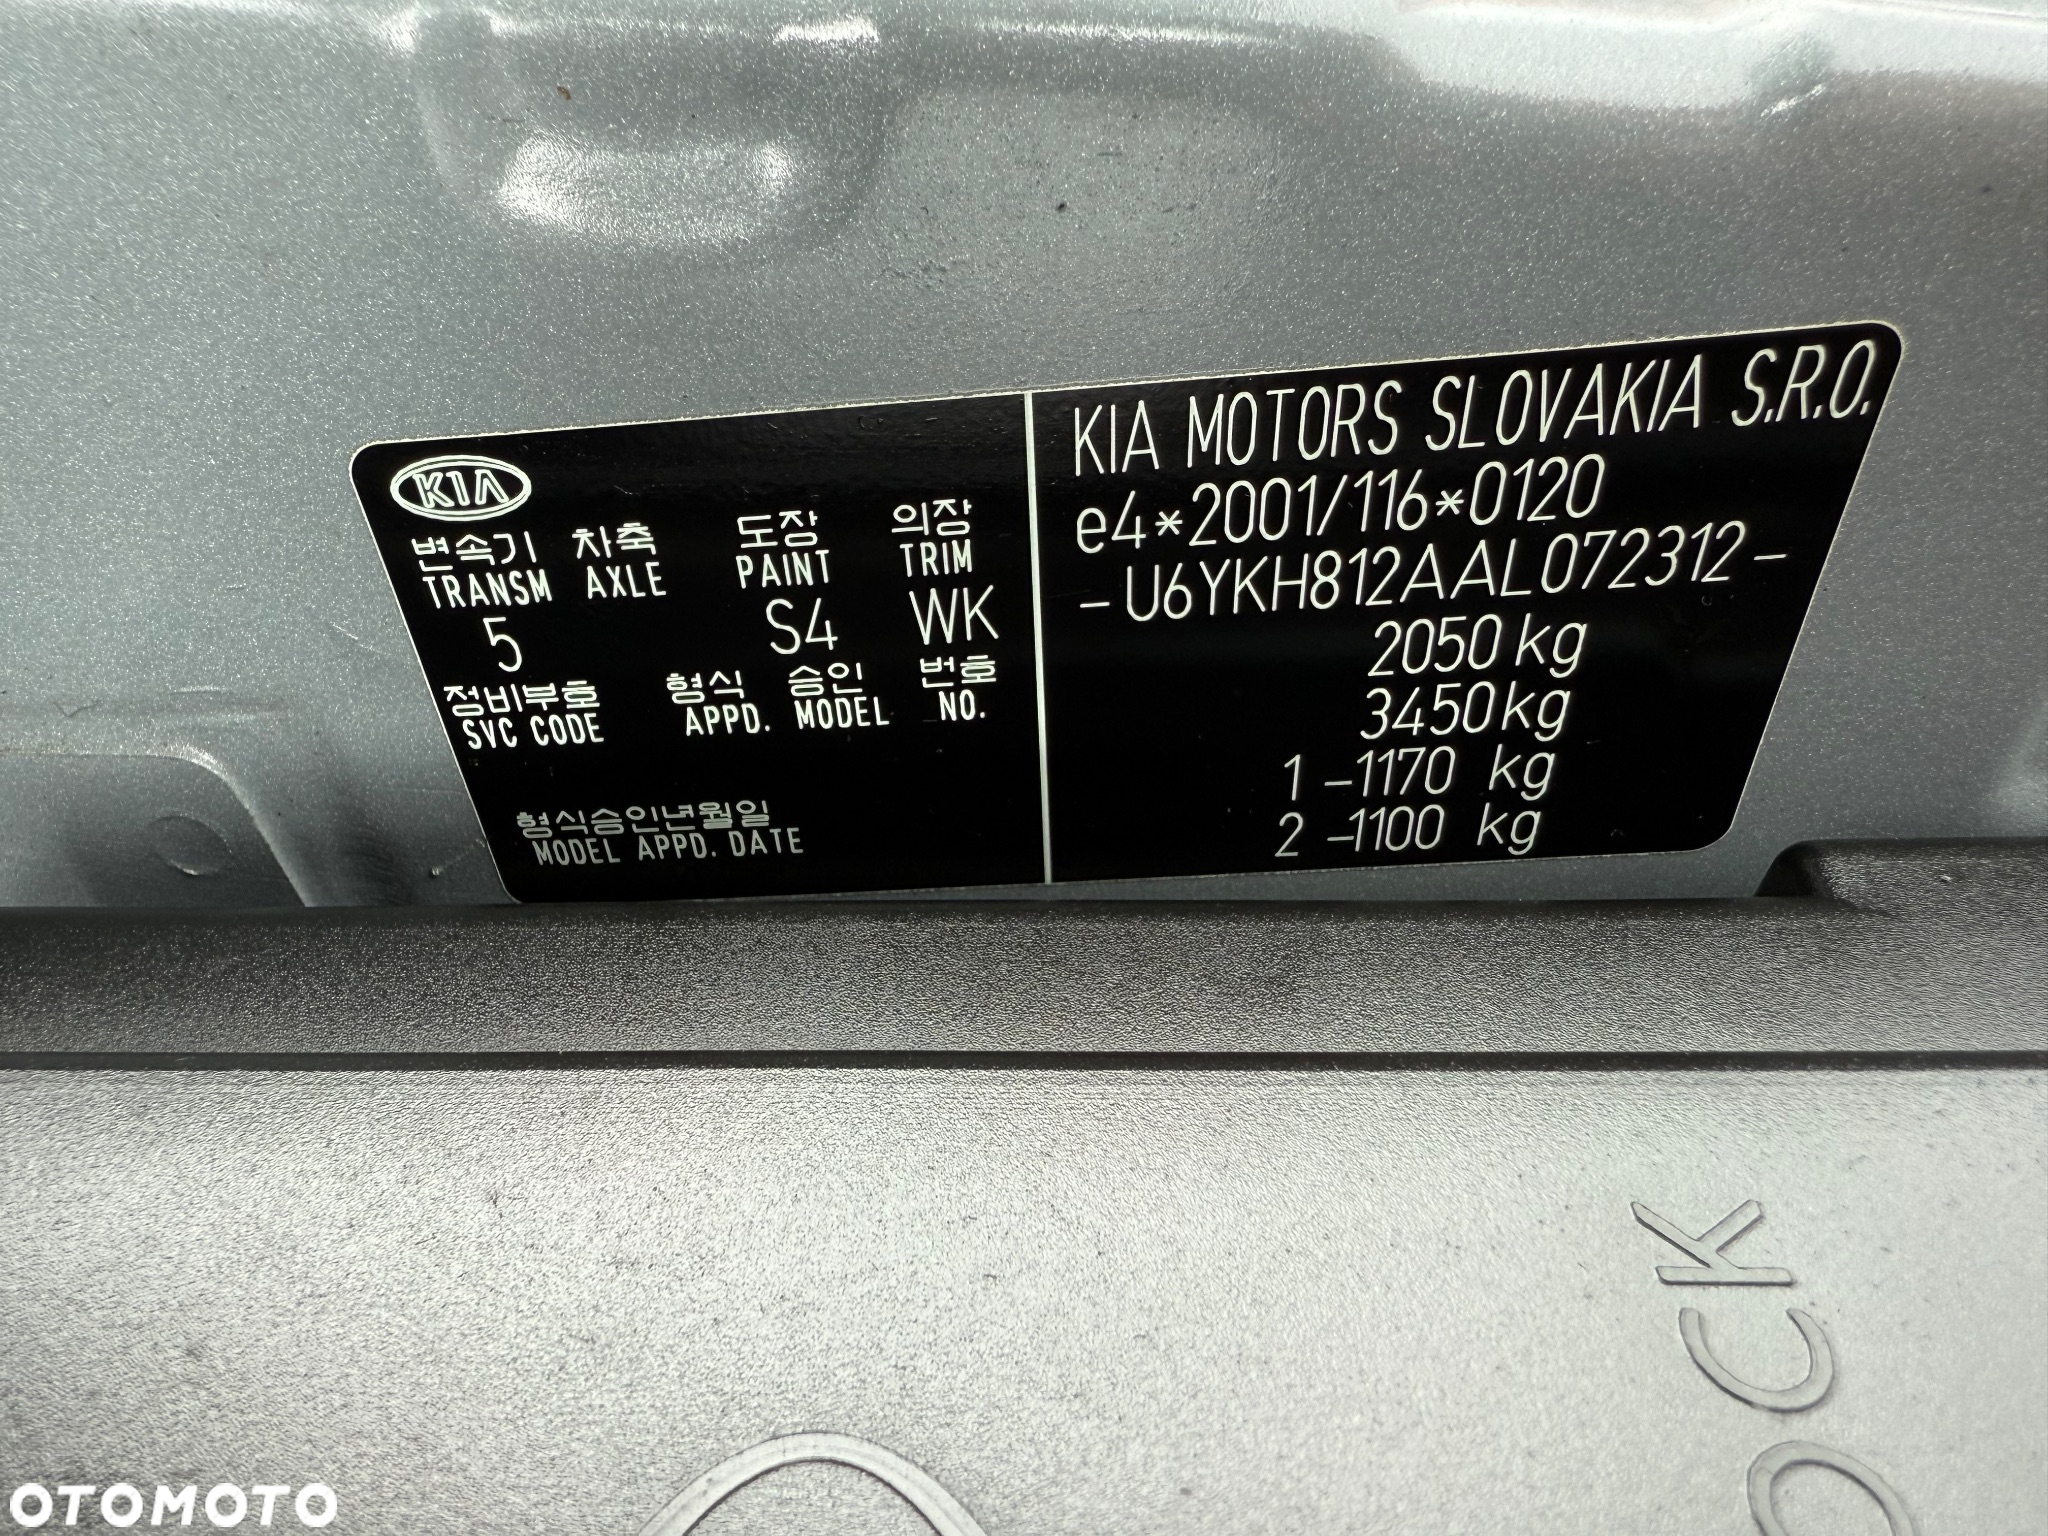 KIA
변속기 차축 도장 의장
TRANSM AXLE PAINT TRIM
5 S4 WK
정비부호 형식 승인 번호
SVC CODE APPD. MODEL NO.
형식승인년월일
MODEL APPD. DATE
KIA MOTORS SLOVAKIA S.R.O.
e4*2001/116*0120
-U6YKH812AAL072312-
2050 kg
3450 kg
1 -1170 kg
2 -1100 kg
OCK
OTOMOTO